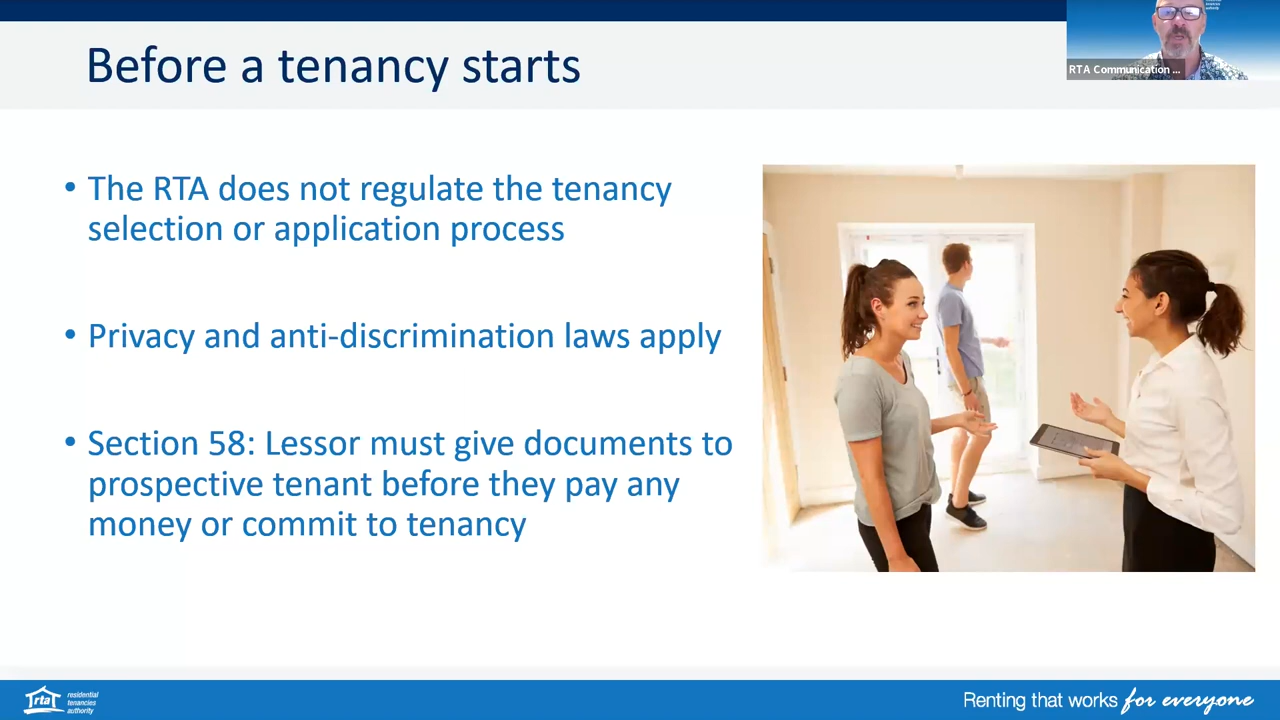 Before a tenancy starts
RTA Communication ...
• The RTA does not regulate the tenancy
selection or application process
• Privacy and anti-discrimination laws apply
• Section 58: Lessor must give documents to
prospective tenant before they pay any
money or commit to tenancy
rta
residential
tenancies
authority
Renting that works for everyone